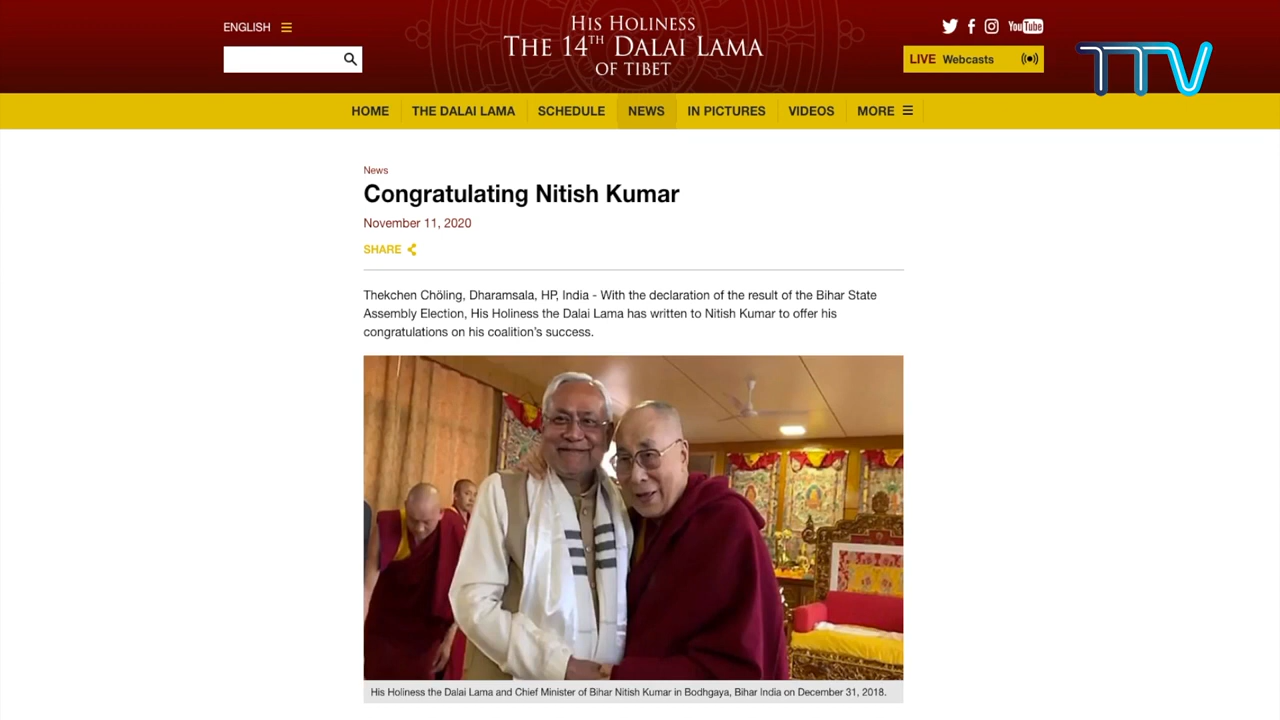 ENGLISH
HIS HOLINESS
THE 14TH DALAI LAMA
OF TIBET
YouTube
LIVE Webcasts
TTV
HOME THE DALAI LAMA SCHEDULE NEWS IN PICTURES VIDEOS MORE
News
Congratulating Nitish Kumar
November 11, 2020
SHARE
Thekchen Chöling, Dharamsala, HP, India - With the declaration of the result of the Bihar State
Assembly Election, His Holiness the Dalai Lama has written to Nitish Kumar to offer his
congratulations on his coalition's success.
His Holiness the Dalai Lama and Chief Minister of Bihar Nitish Kumar in Bodhgaya, Bihar India on December 31, 2018.